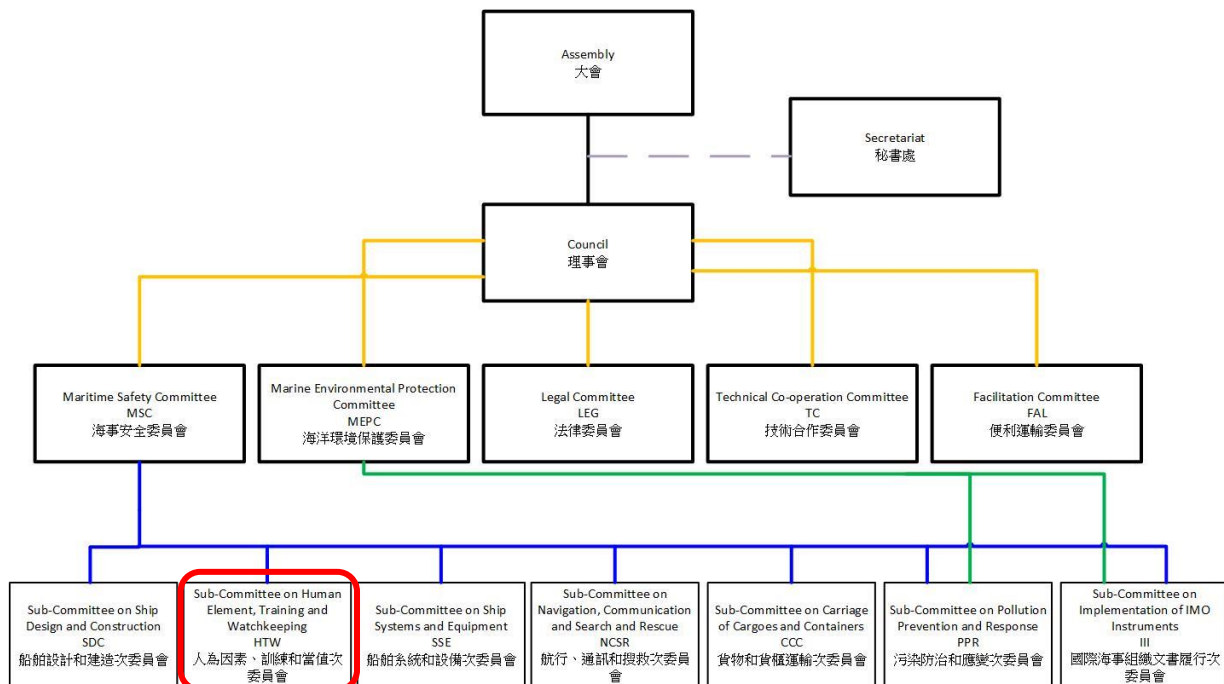 Assembly
大會
Secretariat
秘書處
Council
理事會
Maritime Safety Committee
MSC
海事安全委員會
Marine Environmental Protection
Committee
MEPC
海洋環境保護委員會
Legal Committee
LEG
法律委員會
Technical Co-operation Committee
TC
技術合作委員會
Facilitation Committee
FAL
便利運輸委員會
Sub-Committee on Ship
Design and Construction
SDC
船舶設計和建造次委員會
Sub-Committee on Human
Element, Training and
Watchkeeping
HTW
人為因素、訓練和當值次
委員會
Sub-Committee on Ship
Systems and Equipment
SSE
船舶系統和設備次委員會
Sub-Committee on
Navigation, Communication
and Search and Rescue
NCSR
航行、通訊和搜救次委員
會
Sub-Committee on Carriage
of Cargoes and Containers
CCC
貨物和貨櫃運輸次委員會
Sub-Committee on Pollution
Prevention and Response
PPR
污染防治和應變次委員會
Sub-Committee on
Implementation of IMO
Instruments
III
國際海事組織文書履行次
委員會